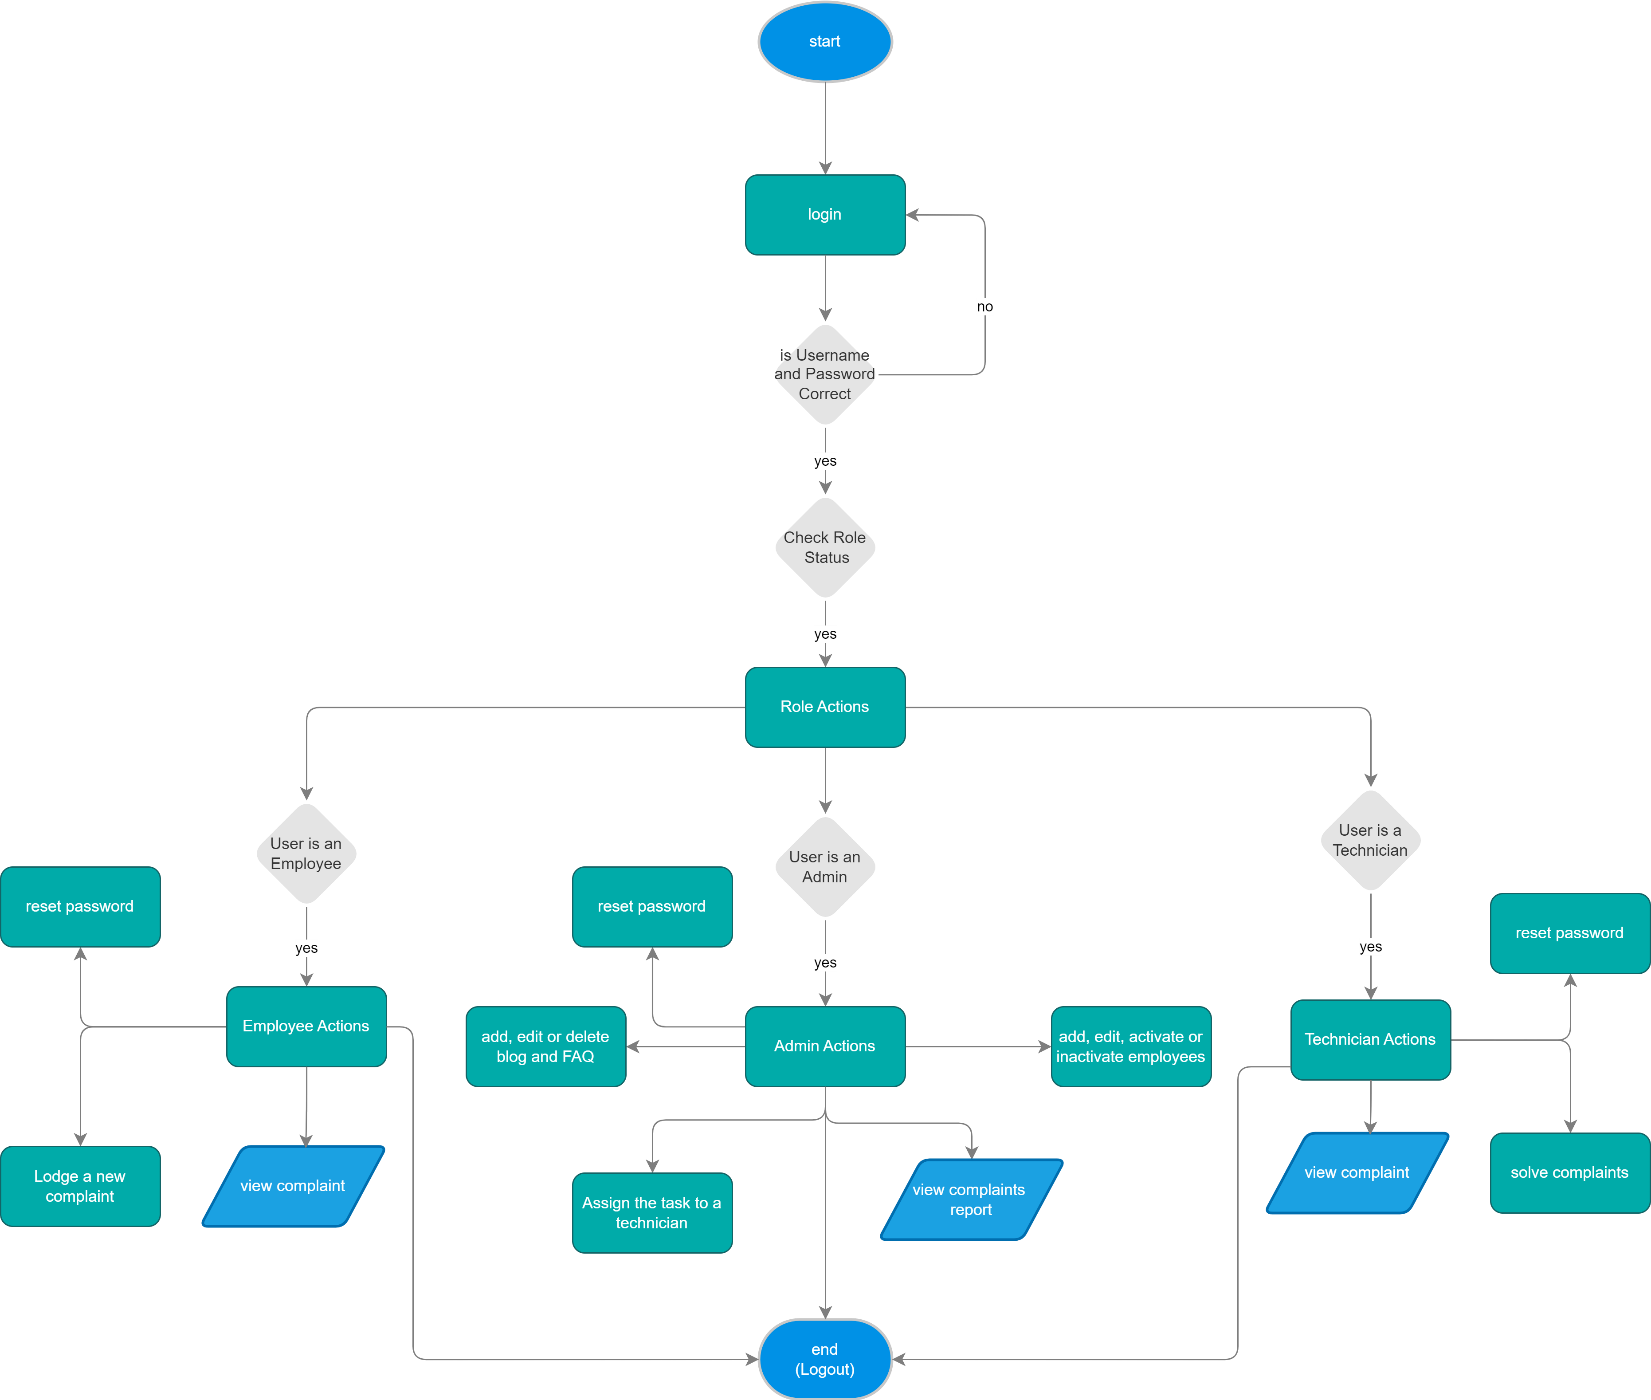 start
login
no
is Username
and Password
Correct
yes
Check Role
Status
yes
Role Actions
User is an
Employee
User is an
Admin
User is a
Technician
reset password
reset password
reset password
yes
yes
yes
Employee Actions
add, edit or delete
blog and FAQ
Admin Actions
add, edit, activate or
inactivate employees
Technician Actions
Lodge a new
complaint
view complaint
Assign the task to a
technician
view complaints
report
view complaint
solve complaints
end
(Logout)